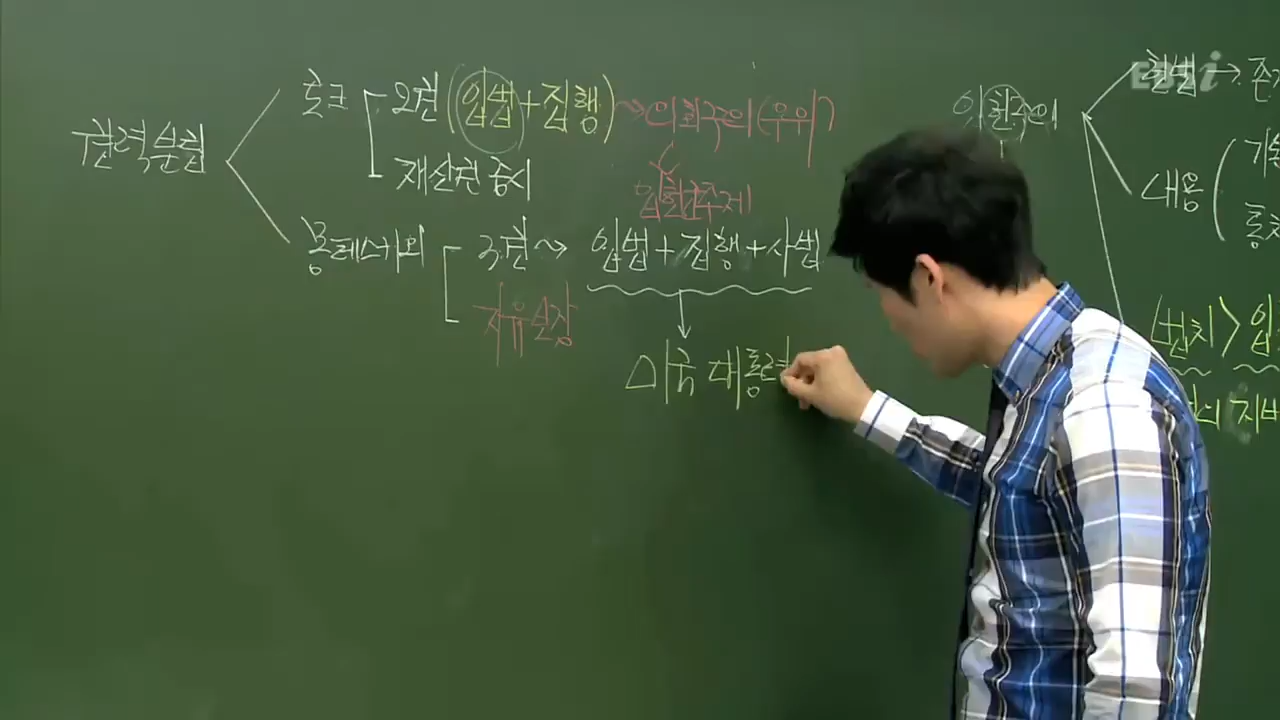 권력분립
로크
2권 (입법+집행) → 의회주의 (우위)
재산권 중시
입헌군주제
몽테스키외
3권 → 입법+집행+사법
자유 신장
미국 대통령
입헌주의
헌법 →
내용
(법치)
EBSi